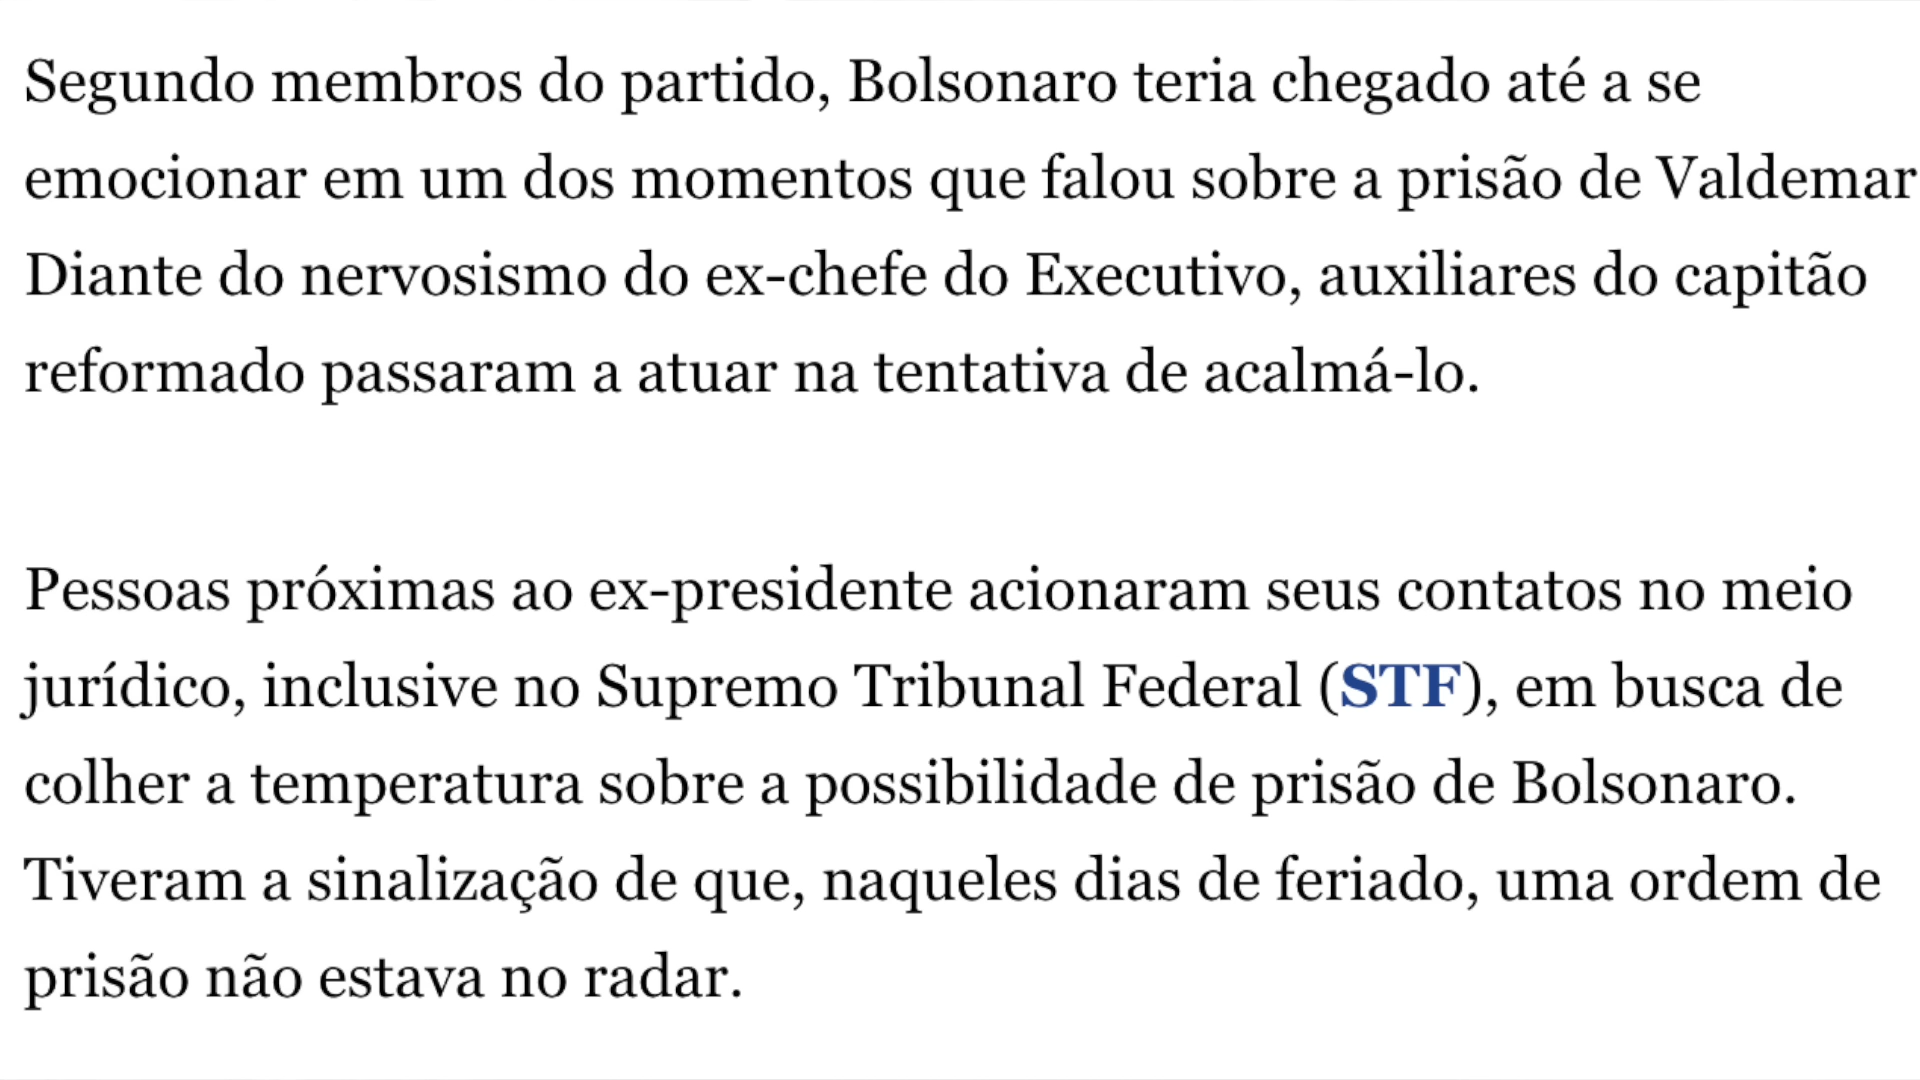 Segundo membros do partido, Bolsonaro teria chegado até a se
emocionar em um dos momentos que falou sobre a prisão de Valdemar
Diante do nervosismo do ex-chefe do Executivo, auxiliares do capitão
reformado passaram a atuar na tentativa de acalmá-lo.
Pessoas próximas ao ex-presidente acionaram seus contatos no meio
jurídico, inclusive no Supremo Tribunal Federal (STF), em busca de
colher a temperatura sobre a possibilidade de prisão de Bolsonaro.
Tiveram a sinalização de que, naqueles dias de feriado, uma ordem de
prisão não estava no radar.